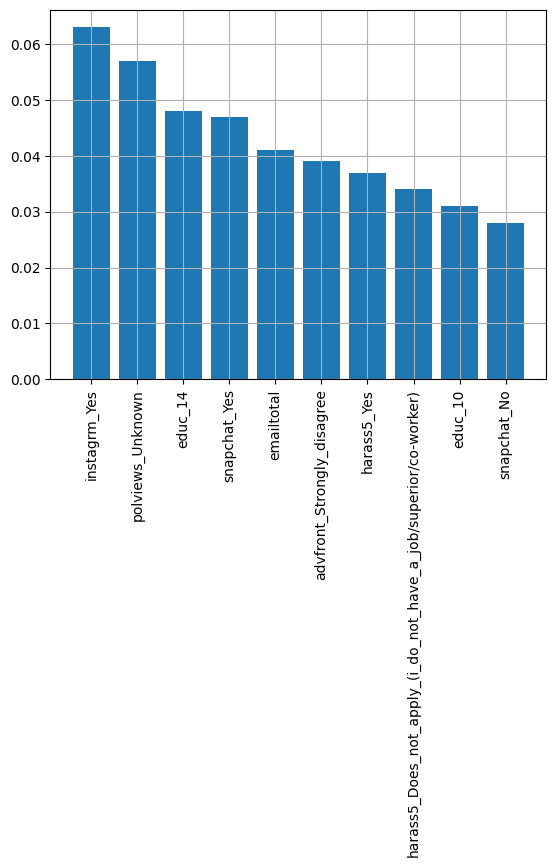 0.06
0.05
0.04
0.03
0.02
0.01
0.00
instagrm_Yes
polviews_Unknown
educ_14
snapchat_Yes
emailtotal
advfront_Strongly_disagree
harass5_Yes
harass5_Does_not_apply_(i_do_not_have_a_job/superior/co-worker)
educ_10
snapchat_No